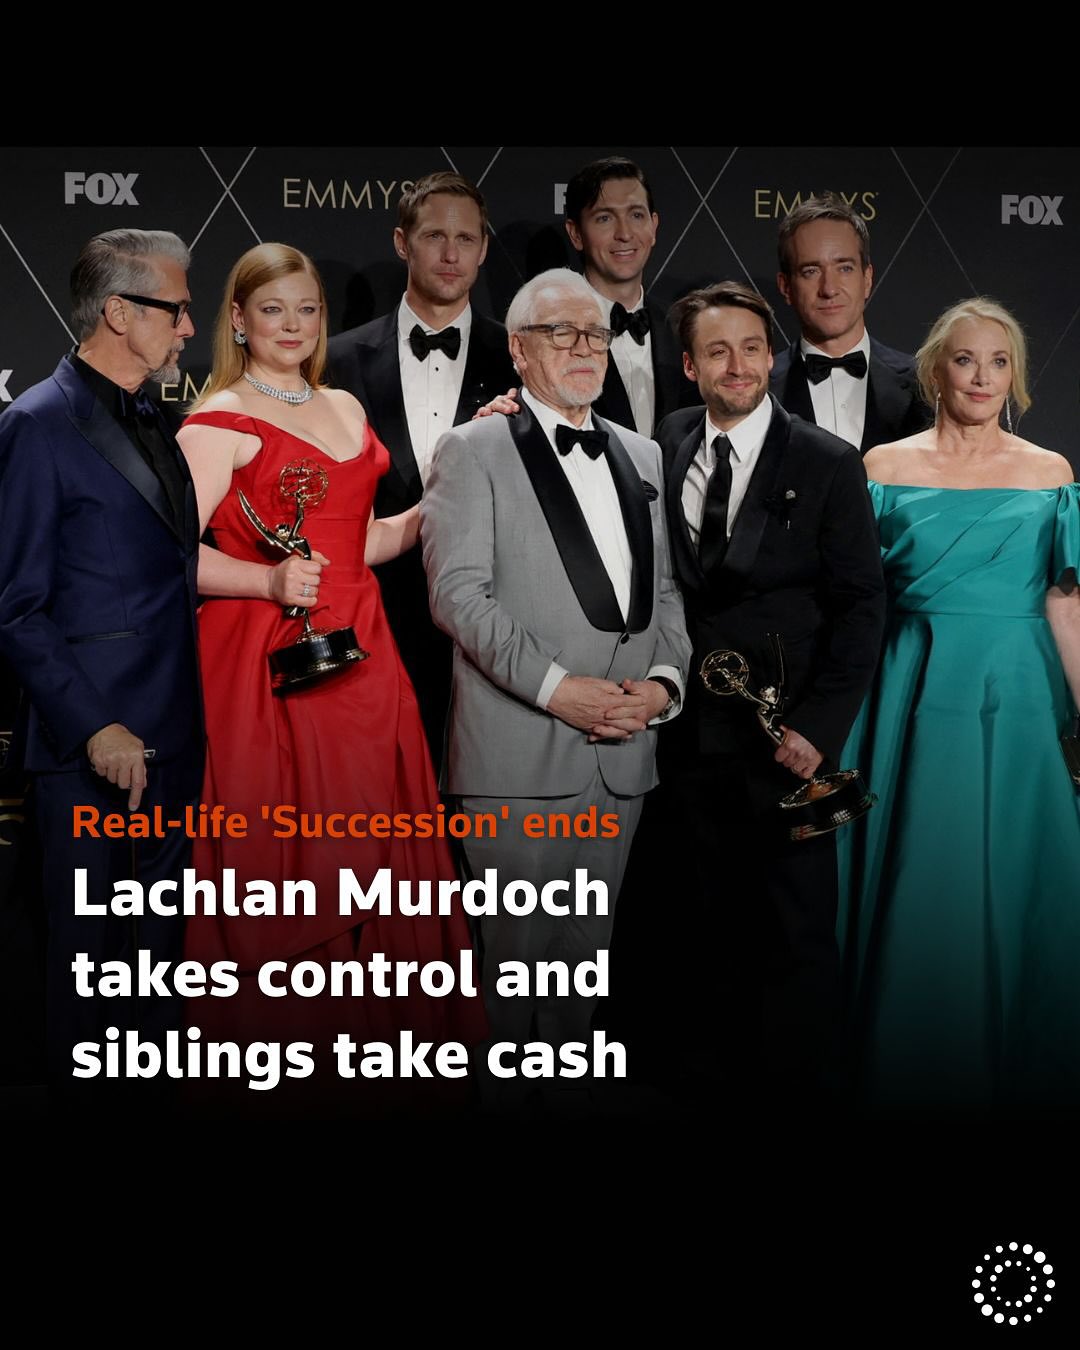 FOX
EMMYS
EMMYS
FOX
Real-life 'Succession' ends
Lachlan Murdoch
takes control and
siblings take cash